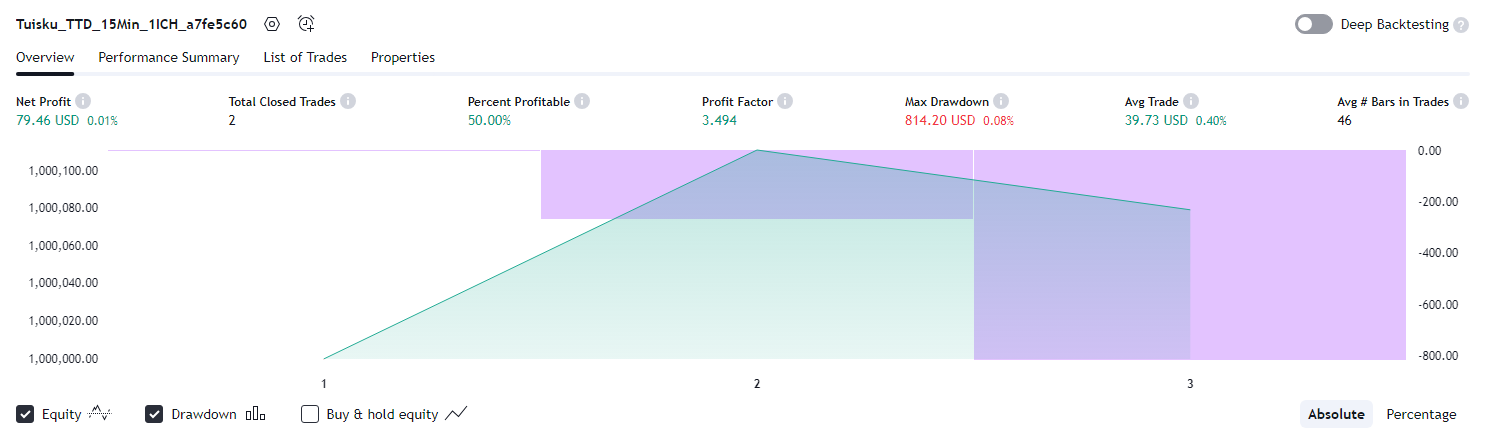 Tuisku_TTD_15Min_1ICH_a7fe5c60
Deep Backtesting ?
Overview Performance Summary List of Trades Properties
Net Profit Total Closed Trades Percent Profitable Profit Factor Max Drawdown Avg Trade Avg # Bars in Trades
79.46 USD 0.01% 2 50.00% 3.494 814.20 USD 0.08% 39.73 USD 0.40% 46
0.00
1,000,100.00
-200.00
1,000,080.00
1,000,060.00
-400.00
1,000,040.00
-600.00
1,000,020.00
1,000,000.00
-800.00
1 2 3
Equity Drawdown Buy & hold equity Absolute Percentage